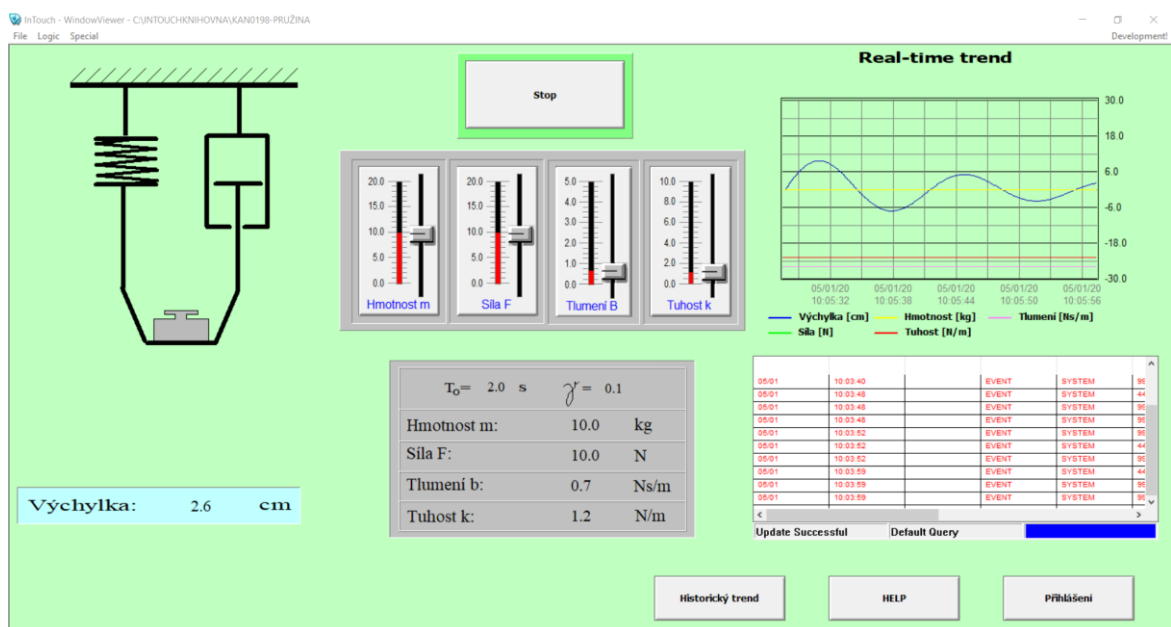 InTouch - WindowViewer - C:\INTOUCHKNIHOVNA\KAN0198-PRUŽINA
File Logic Special
Development!
Stop
20.0
15.0
10.0
5.0
0.0
Hmotnost m
20.0
15.0
10.0
5.0
0.0
Síla F
5.0
4.0
3.0
2.0
1.0
0.0
Tlumení B
10.0
8.0
6.0
4.0
2.0
0.0
Tuhost k
T0= 2.0 s γ = 0.1
Hmotnost m: 10.0 kg
Síla F: 10.0 N
Tlumení b: 0.7 Ns/m
Tuhost k: 1.2 N/m
Výchylka: 2.6 cm
Real-time trend
30.0
18.0
6.0
-6.0
-18.0
-30.0
05/01/20 05/01/20 05/01/20 05/01/20 05/01/20
10:05:32 10:05:38 10:05:44 10:05:50 10:05:56
Výchylka [cm] Hmotnost [kg] Tlumení [Ns/m]
Síla [N] Tuhost [N/m]
05/01 10:03:40 EVENT SYSTEM
05/01 10:03:48 EVENT SYSTEM 44
05/01 10:03:48 EVENT SYSTEM
05/01 10:03:48 EVENT SYSTEM
05/01 10:03:52 EVENT SYSTEM
05/01 10:03:52 EVENT SYSTEM 44
05/01 10:03:52 EVENT SYSTEM
05/01 10:03:59 EVENT SYSTEM 44
05/01 10:03:59 EVENT SYSTEM
05/01 10:03:59 EVENT SYSTEM
Update Successful Default Query
Historický trend
HELP
Přihlášení